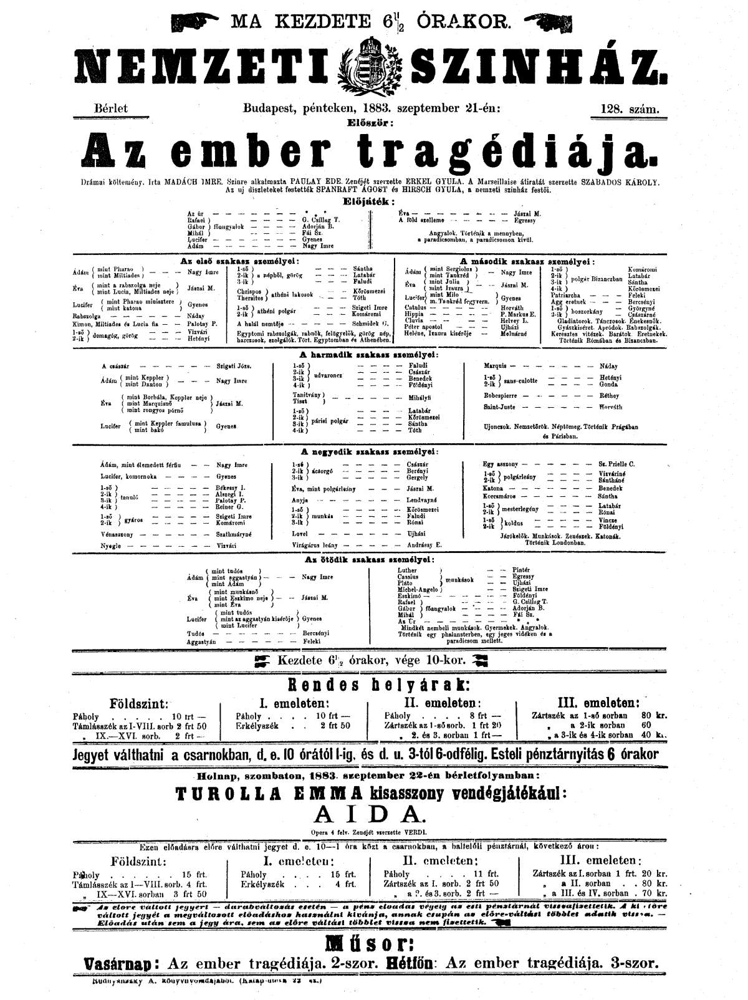 MA KEZDETE 6 1/2 ÓRAKOR.
NEMZETI SZINHÁZ.
Bérlet
Budapest, pénteken, 1883. szeptember 21-én:
128. szám.
Először:
Az ember tragédiája.
Drámai költemény. Irta MADÁCH IMRE. Szinre alkalmazta PAULAY EDE. Zenéjét szerzette ERKEL GYULA. A Marseillaise átiratát szerzette SZABADOS KÁROLY.
Az uj diszleteket festették SPANRAFT ÁGOST és HIRSCH GYULA, a nemzeti szinház festői.
Előjáték:
Az úr — — — — — — — * * *
Rafael ) — — — — G. Csillag T.
Gábor ) főangyalok — — — — Adorján B.
Mihál ) — — — — Fái Sz.
Lucifer — — — — — — — Gyenes
Ádám — — — — — — — Nagy Imre
Éva — — — — — — — — Jászai M.
A föld szelleme — — — — — Egressy
Angyalok. Történik a mennyben,
a paradicsomban, a paradicsomon kivül.
Az első szakasz személyei:
Ádám ( mint Pharao )
( mint Miltiades ) — — — Nagy Imre
Éva ( mint a rabszolga neje )
( mint Lucia, Miltiades neje ) Jászai M.
Lucifer ( mint Pharao minisztere )
( mint katona ) Gyenes
Rabszolga — — — — — Náday
Kimon, Miltiades és Lucia fia — — Palotay P.
1-ső ) domagóg, görög — — — Vizvári
2-ik ) — — — Hetényi
1-ső ) — — — Sántha
2-ik ) a népből, görög — — — Latabár
3-ik ) — — — Faludi
Chrispos ) athéni lakosok — — Kőrösmezei
Thersites ) — — — Tóth
1-ső ) athéni polgár — — — Szigeti Imre
2-ik ) — — — Komáromi
A halál nemtője — — — — — Schmidek G.
Egyptomi rabszolgák, rabnők, felügyelők, görög nép,
harczosok, szolgálók. Tört. Egyptomban és Athenében.
A második szakasz személyei:
Ádám ( mint Sergiolus )
( mint Tankréd ) — Nagy Imre
Éva ( mint Julia )
( mint Izaura ) — — Jászai M.
Lucifer ( mint Milo )
( m. Tankréd fegyvern. ) Gyenes
Catulus — — — — — Horváth
Hippia — — — — — P. Markus E.
Cluvia — — — — — Helvey L.
Péter apostol — — — Ujházi
Heléne, Izaura kisérője — Molnárné
1-ső ) Komáromi
2-ik ) polgár Bizanczban Latabár
3-ik ) Sántha
4-ik ) Kőrösmezei
Patriarcha — — — — Feleki
Agg eretnek — — — Bercsényi
1-ső ) boszorkány — — Györgyné
2-ik ) — — Császárné
Gladiatorok. Tánczosok. Énekesnők.
Gyászkiséret. Apródok. Rabszolgák.
Keresztes vitézek. Barátok. Eretnekek.
Történik Rómában és Bizanczban.
A harmadik szakasz személyei:
A császár — — — — — Szigeti Józs.
Ádám ( mint Keppler )
( mint Danton ) — — — Nagy Imre
Éva ( mint Borbála, Keppler neje )
( mint Marquisnő ) Jászai M.
( mint rongyos pórnő )
Lucifer ( mint Keppler famulusa )
( mint bakó ) Gyenes
1-ső ) — — — — Faludi
2-ik ) udvaroncz — — — — Császár
3-ik ) — — — — Benedek
4-ik ) — — — — Földényi
Tanitvány )
Tiszt ) — — — — — Mihályfi
1-ső ) — — — — Latabár
2-ik ) párisi polgár — — — — Kőrösmezei
3-ik ) — — — — Sántha
4-ik ) — — — — Tóth
Marquis — — — — — — Náday
1-ső ) sans-culotte — — — — Hetényi
2-ik ) — — — — Gonda
Robespierre — — — — — Réthey
Saint-Juste — — — — — Horváth
Ujonczok. Nemzetőrök. Néptömeg. Történik Prágában
és Párisban.
A negyedik szakasz személyei:
Ádám, mint élemedett férfiu — — Nagy Imre
Lucifer, komornoka — — — Gyenes
1-ső ) — — — — — Békessy I.
2-ik ) tanuló — — — — — Alszegi I.
3-ik ) — — — — — Palotay P.
4-ik ) — — — — — Reiner G.
1-ső ) gyáros — — — — Szigeti Imre
2-ik ) — — — — Komáromi
Vénasszony — — — — — Szathmáryné
Nyegle — — — — — — Vizvári
1-ső ) — — — — — Császár
2-ik ) ácsorgó — — — — — Berényi
3-ik ) — — — — — Gergely
Éva, mint polgárleány — — — Jászai M.
Anyja — — — — — — Lendvayné
1-ső ) — — — — — Kőrösmezei
2-ik ) munkás — — — — — Faludi
3-ik ) — — — — — Rónai
Lovel — — — — — — Ujházi
Virágárus leány — — — — — Andrássy E.
Egy asszony — — — — — Sz. Prielle C.
1-ső ) polgárleány — — — — Vizváriné
2-ik ) — — — — Sántháné
Katona — — — — — — Benedek
Korcsmáros — — — — — Sántha
1-ső ) mesterlegény — — — — Latabár
2-ik ) — — — — Rónai
1-ső ) koldus — — — — — Vincze
2-ik ) — — — — — Földényi
Járókelők. Munkások. Zenészek. Katonák.
Történik Londonban.
Az ötödik szakasz személyei:
( mint tudós )
Ádám ( mint aggastyán ) — — — Nagy Imre
( mint Ádám )
( mint munkásnő )
Éva ( mint Eszkimo neje ) — — Jászai M.
( mint Éva )
( mint tudós )
Lucifer ( mint az aggastyán kisérője ) Gyenes
( mint Lucifer )
Tudós — — — — — — — Bercsényi
Aggastyán — — — — — Feleki
Luther ) — — Pintér
Cassius ) munkások — — Egressy
Pláto ) — — Ujházi
Michel-Angelo ) — — Szigeti Imre
Eszkimó — — — — — — Földényi
Rafael ) — — — — G. Csillag T.
Gábor ) főangyalok — — — — Adorján B.
Mihál ) — — — — Fái Sz.
Az Úr — — — — — — — * * *
Mindkét nembeli munkások. Gyermekek. Angyalok.
Történik egy phalansterben, egy jeges vidéken és a
paradicsom mellett.
Kezdete 6 1/2 órakor, vége 10-kor.
Rendes helyárak:
Földszint:
Páholy . . . . . 10 frt —
Támlásszék az I-VIII. sorb 2 frt 50
„ IX.—XVI. sorb. 2 frt —
I. emeleten:
Páholy . . . . 10 frt —
Erkélyszék . . 2 frt 50
II. emeleten:
Páholy . . . . 8 frt —
Zártszék az 1-ső sorb. 1 frt 20
„ 2. és 3. sorban 1 frt —
III. emeleten:
Zártszék az 1-ső sorban 80 kr.
„ a 2-ik sorban 60
„ a 3-ik és 4-ik sorban 40 kr.
Jegyet válthatni a csarnokban, d. e. 10 órától 1-ig, és d. u. 3-tól 6-odfélig. Esteli pénztárnyitás 6 órakor
Holnap, szombaton, 1883. szeptember 22-én bérletfolyamban:
TUROLLA EMMA kisasszony vendégjátékául:
AIDA.
Opera 4 felv. Zenéjét szerzette VERDI.
Ezen előadásra előre válthatni jegyet d. e. 10—1 óra közt a csarnokban, a baltelőli pénztárnál, következő áron:
Földszint:
Páholy . . . . . . 15 frt.
Támlásszék az I—VIII. sorb. 4 frt.
„ IX—XVI. sorban 3 frt 50
I. emeleten:
Páholy . . . . 15 frt.
Erkélyszék . . . 4 frt.
II. emeleten:
Páholy . . . . 11 frt.
Zártszék az I. sorb. 2 frt 50
„ a 2. és 3. sorb. 2 frt —
III. emeleten:
Zártszék az I. sorban 1 frt. 20 kr.
„ a II. sorban . . 80 kr.
„ a III. és IV. sorban . 70 kr.
Az előre váltott jegyért — darabváltozás esetén — a pénz előadás végéig az esti pénztárnál visszafizettetik. A ki előre
váltott jegyét a megváltozott előadáshoz használni kivánja, annak csupán az előre-váltási többlet adatik vissza. —
Előadás után sem a jegy ára, sem az előre váltási többlet vissza nem fizettetik.
Műsor:
Vasárnap: Az ember tragédiája. 2-szor. Hétfőn: Az ember tragédiája. 3-szor.
Rudnyánszky A. könyvnyomdájából.